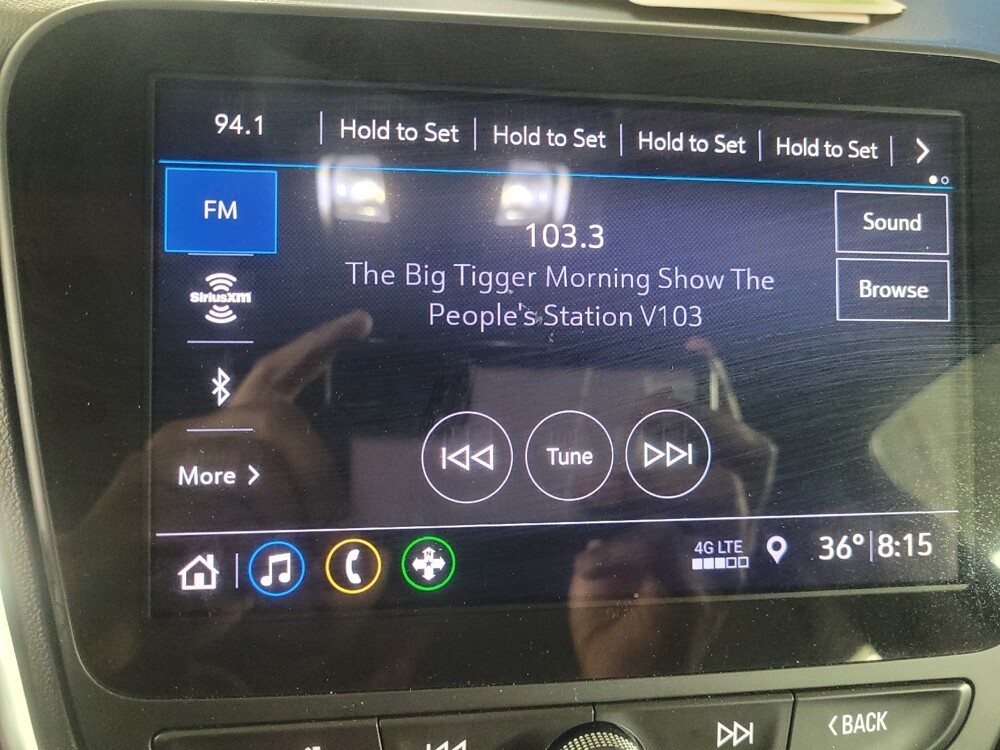 94.1 | Hold to Set | Hold to Set | Hold to Set | Hold to Set
FM
103.3
Sound
SiriusXM
The Big Tigger Morning Show The
People's Station V103
Browse
More
Tune
N
4G LTE
36° | 8:15
BACK